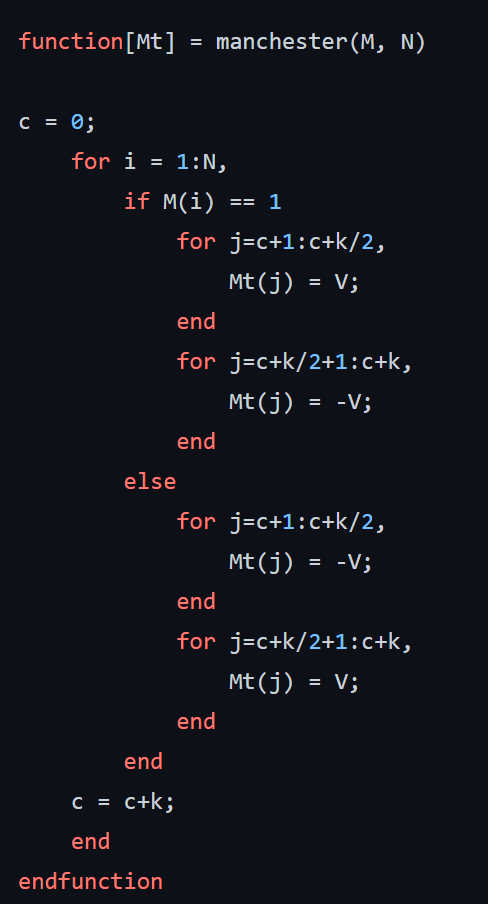 function[Mt] = manchester(M, N)

c = 0;
    for i = 1:N,
        if M(i) == 1
            for j=c+1:c+k/2,
                Mt(j) = V;
            end
            for j=c+k/2+1:c+k,
                Mt(j) = -V;
            end
        else
            for j=c+1:c+k/2,
                Mt(j) = -V;
            end
            for j=c+k/2+1:c+k,
                Mt(j) = V;
            end
        end
    c = c+k;
    end
endfunction